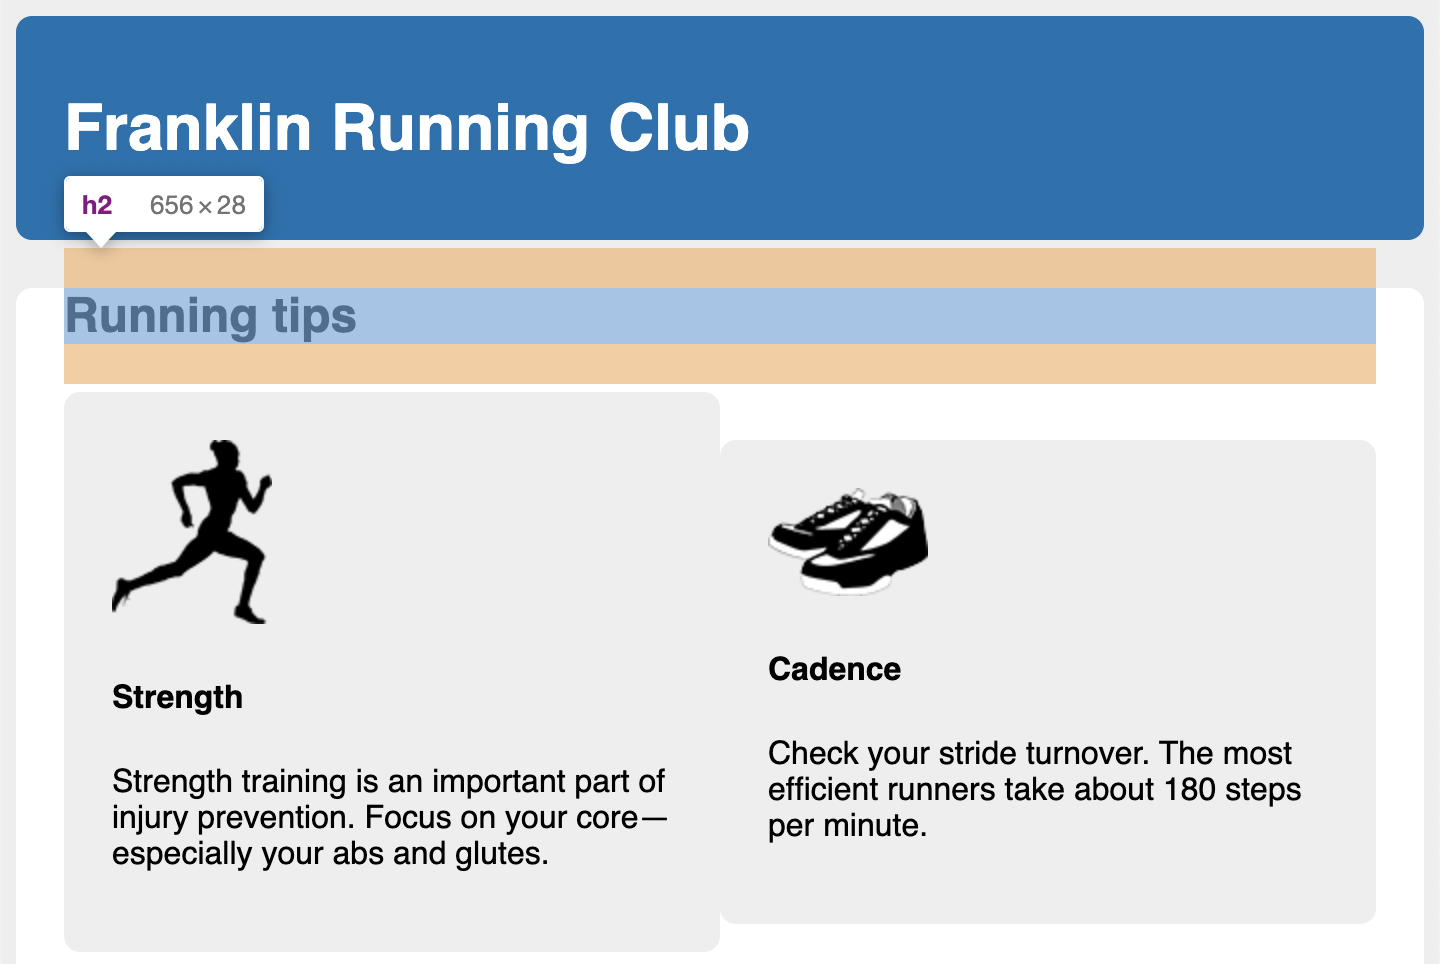 Franklin Running Club
h2 656 × 28
Running tips
Strength
Strength training is an important part of
injury prevention. Focus on your core—
especially your abs and glutes.
Cadence
Check your stride turnover. The most
efficient runners take about 180 steps
per minute.